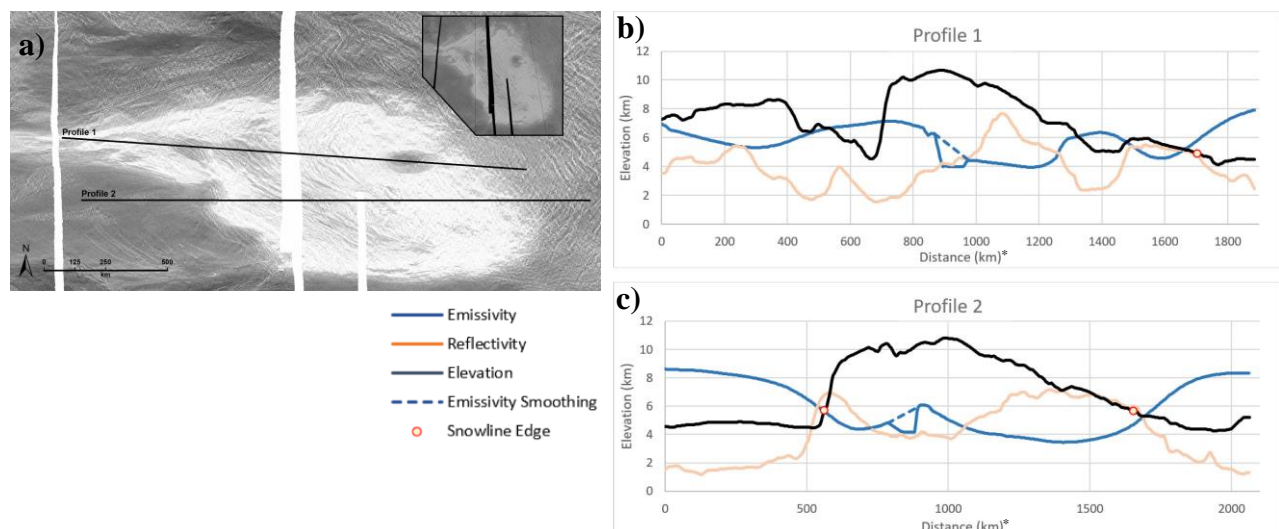 a)
Profile 1
Profile 2
N
0 125 250 500
km
Emissivity
Reflectivity
Elevation
Emissivity Smoothing
Snowline Edge
b)
Profile 1
Elevation (km)
12
10
8
6
4
2
0
0 200 400 600 800 1000 1200 1400 1600 1800
Distance (km)*
c)
Profile 2
Elevation (km)
12
10
8
6
4
2
0
0 500 1000 1500 2000
Distance (km)*